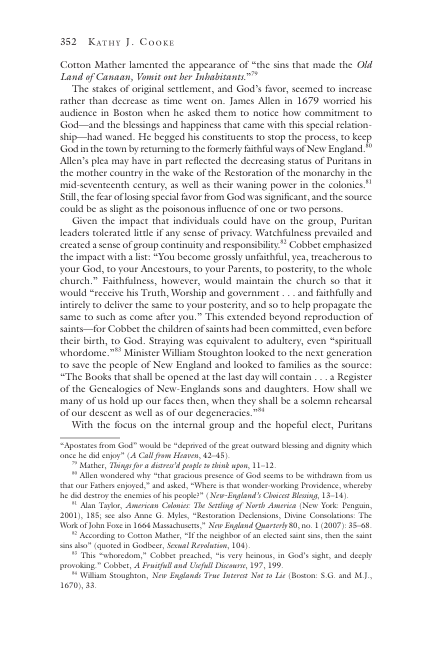 352 Kathy J. Cooke
Cotton Mather lamented the appearance of “the sins that made the Old
Land of Canaan, Vomit out her Inhabitants.”79
The stakes of original settlement, and God’s favor, seemed to increase
rather than decrease as time went on. James Allen in 1679 worried his
audience in Boston when he asked them to notice how commitment to
God—and the blessings and happiness that came with this special relation-
ship—had waned. He begged his constituents to stop the process, to keep
God in the town by returning to the formerly faithful ways of New England.80
Allen’s plea may have in part reflected the decreasing status of Puritans in
the mother country in the wake of the Restoration of the monarchy in the
mid-seventeenth century, as well as their waning power in the colonies.81
Still, the fear of losing special favor from God was significant, and the source
could be as slight as the poisonous influence of one or two persons.
Given the impact that individuals could have on the group, Puritan
leaders tolerated little if any sense of privacy. Watchfulness prevailed and
created a sense of group continuity and responsibility.82 Cobbet emphasized
the impact with a list: “You become grossly unfaithful, yea, treacherous to
your God, to your Ancestours, to your Parents, to posterity, to the whole
church.” Faithfulness, however, would maintain the church so that it
would “receive his Truth, Worship and government . . . and faithfully and
intirely to deliver the same to your posterity, and so to help propagate the
same to such as come after you.” This extended beyond reproduction of
saints—for Cobbet the children of saints had been committed, even before
their birth, to God. Straying was equivalent to adultery, even “spirituall
whordome.”83 Minister William Stoughton looked to the next generation
to save the people of New England and looked to families as the source:
“The Books that shall be opened at the last day will contain . . . a Register
of the Genealogies of New-Englands sons and daughters. How shall we
many of us hold up our faces then, when they shall be a solemn rehearsal
of our descent as well as of our degeneracies.”84
With the focus on the internal group and the hopeful elect, Puritans
“Apostates from God” would be “deprived of the great outward blessing and dignity which
once he did enjoy” (A Call from Heaven, 42–45).
79 Mather, Things for a distress’d people to think upon, 11–12.
80 Allen wondered why “that gracious presence of God seems to be withdrawn from us
that our Fathers enjoyed,” and asked, “Where is that wonder-working Providence, whereby
he did destroy the enemies of his people?” (New-England’s Choicest Blessing, 13–14).
81 Alan Taylor, American Colonies: The Settling of North America (New York: Penguin,
2001), 185; see also Anne G. Myles, “Restoration Declensions, Divine Consolations: The
Work of John Foxe in 1664 Massachusetts,” New England Quarterly 80, no. 1 (2007): 35–68.
82 According to Cotton Mather, “If the neighbor of an elected saint sins, then the saint
sins also” (quoted in Godbeer, Sexual Revolution, 104).
83 This “whoredom,” Cobbet preached, “is very heinous, in God’s sight, and deeply
provoking.” Cobbet, A Fruitfull and Usefull Discourse, 197, 199.
84 William Stoughton, New Englands True Interest Not to Lie (Boston: S.G. and M.J.,
1670), 33.